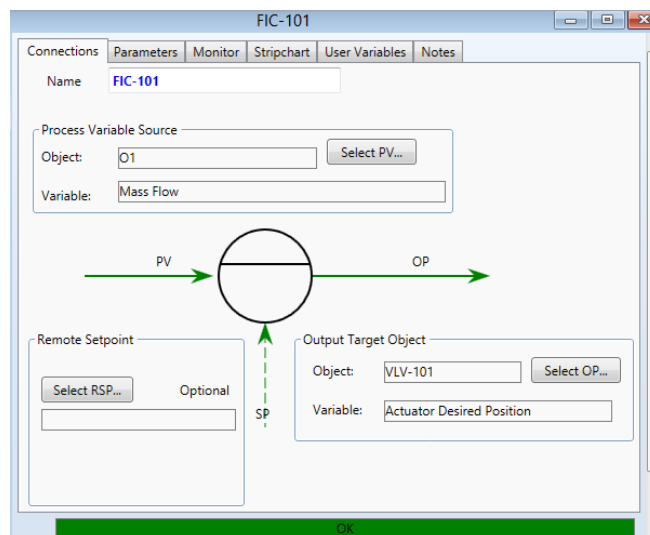 FIC-101
Connections Parameters Monitor Stripchart User Variables Notes
Name FIC-101
Process Variable Source
Object: O1 Select PV...
Variable: Mass Flow
PV OP
Remote Setpoint
Select RSP... Optional
SP
Output Target Object
Object: VLV-101 Select OP...
Variable: Actuator Desired Position
OK